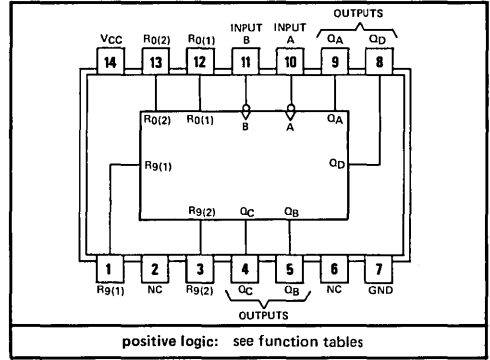 OUTPUTS
INPUT INPUT
VCC R0(2) R0(1) B A QA QD
14 13 12 11 10 9 8
R0(2) R0(1) B A QA
R9(1) QD
R9(2) QC QB
1 2 3 4 5 6 7
R9(1) NC R9(2) QC QB NC GND
OUTPUTS
positive logic: see function tables